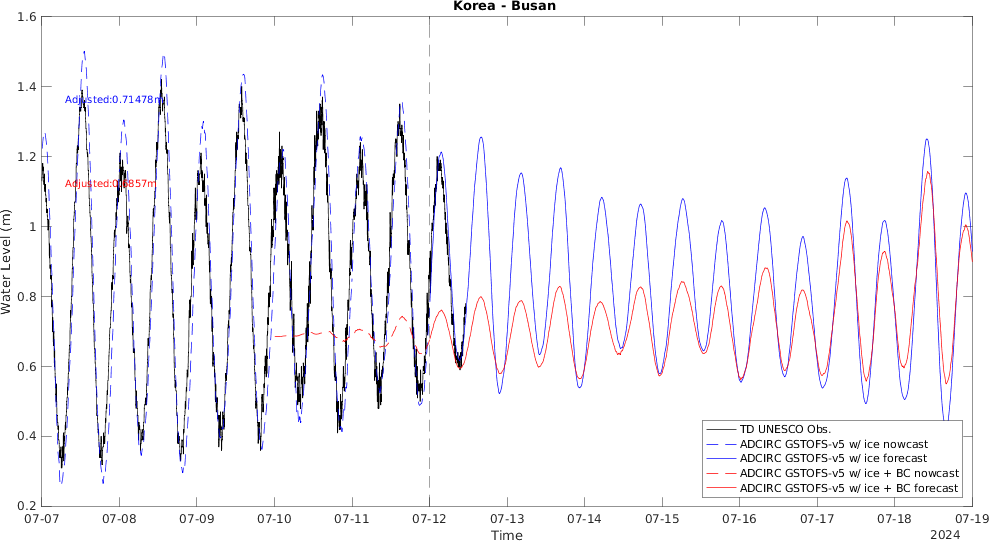 Korea - Busan
Water Level (m)
1.6
1.4
1.2
1
0.8
0.6
0.4
0.2
Adjusted:0.71478m
07-07
07-08
07-09
07-10
07-11
07-12
07-13
07-14
07-15
07-16
07-17
07-18
07-19
Time
2024
TD UNESCO Obs.
ADCIRC GSTOFS-v5 w/ ice nowcast
ADCIRC GSTOFS-v5 w/ ice forecast
ADCIRC GSTOFS-v5 w/ ice + BC nowcast
ADCIRC GSTOFS-v5 w/ ice + BC forecast